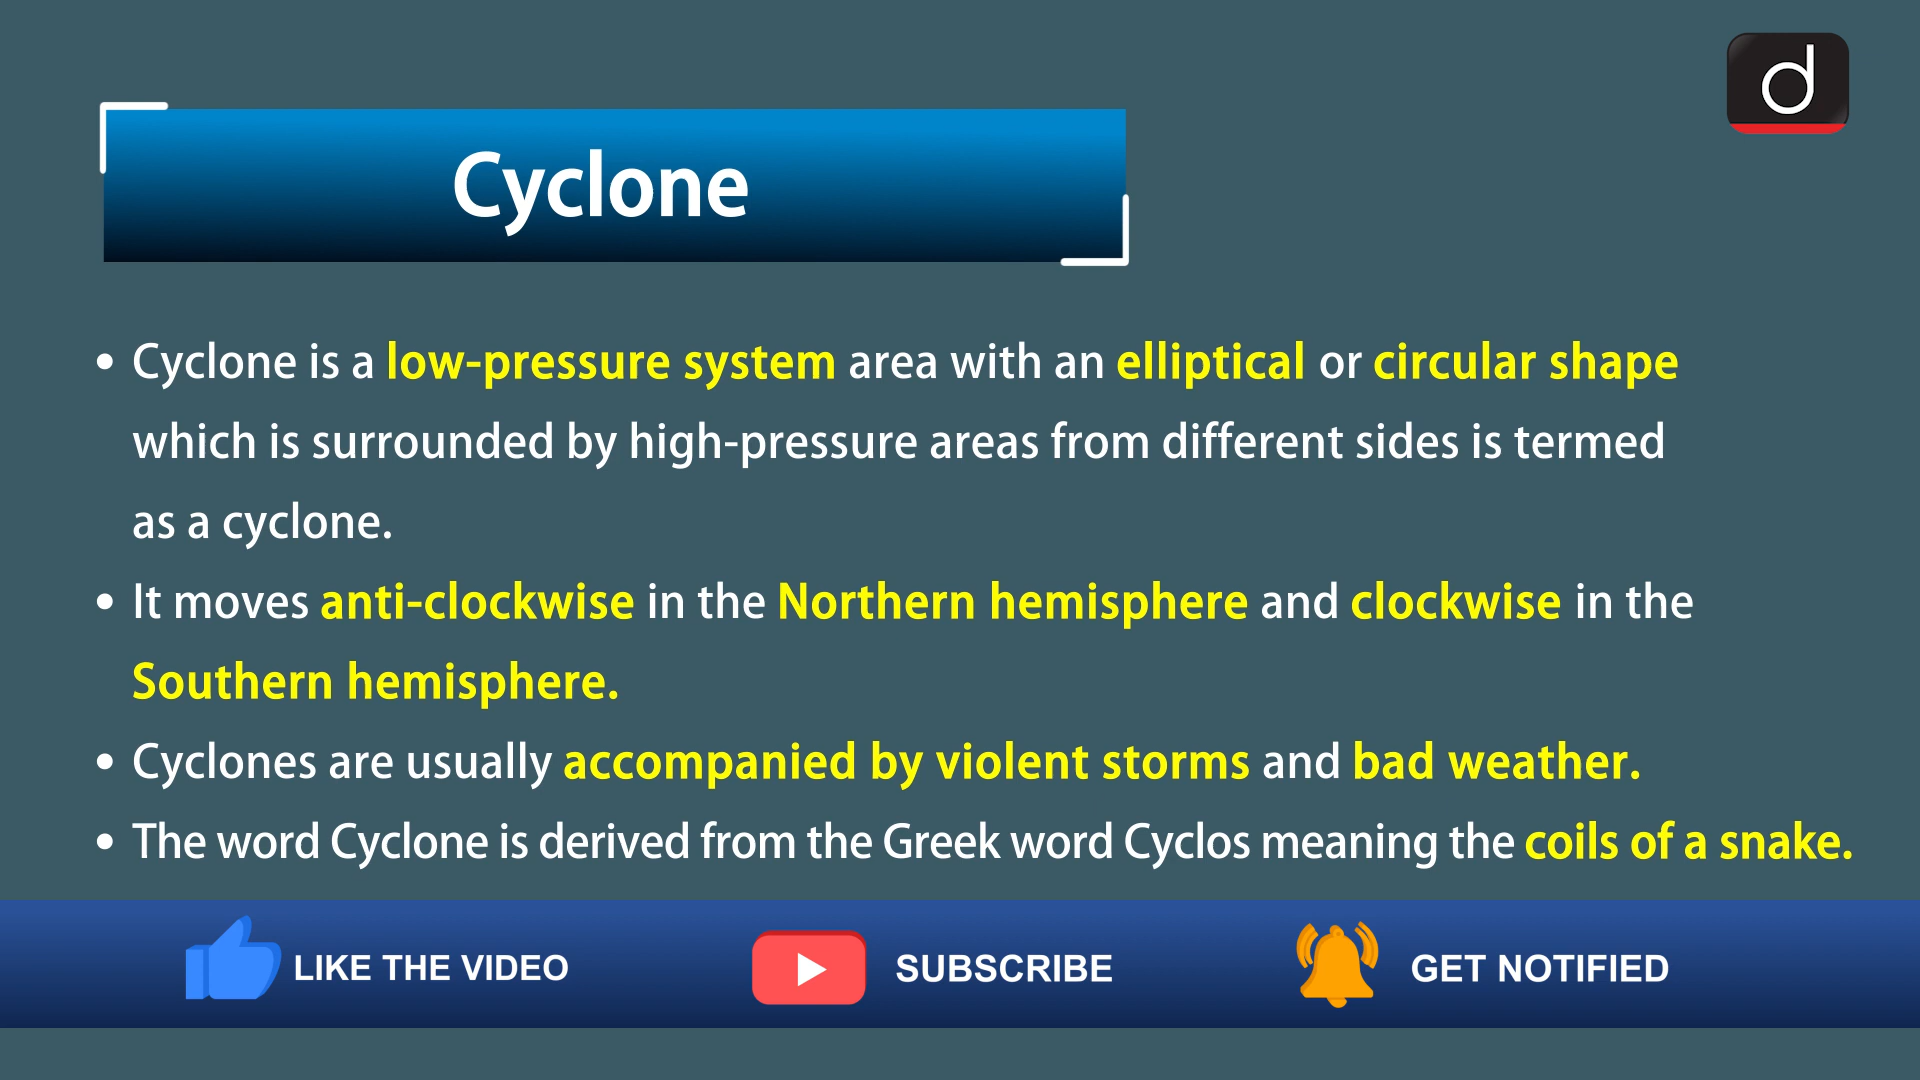 d
Cyclone
• Cyclone is a low-pressure system area with an elliptical or circular shape
which is surrounded by high-pressure areas from different sides is termed
as a cyclone.
• It moves anti-clockwise in the Northern hemisphere and clockwise in the
Southern hemisphere.
• Cyclones are usually accompanied by violent storms and bad weather.
• The word Cyclone is derived from the Greek word Cyclos meaning the coils of a snake.
LIKE THE VIDEO SUBSCRIBE GET NOTIFIED